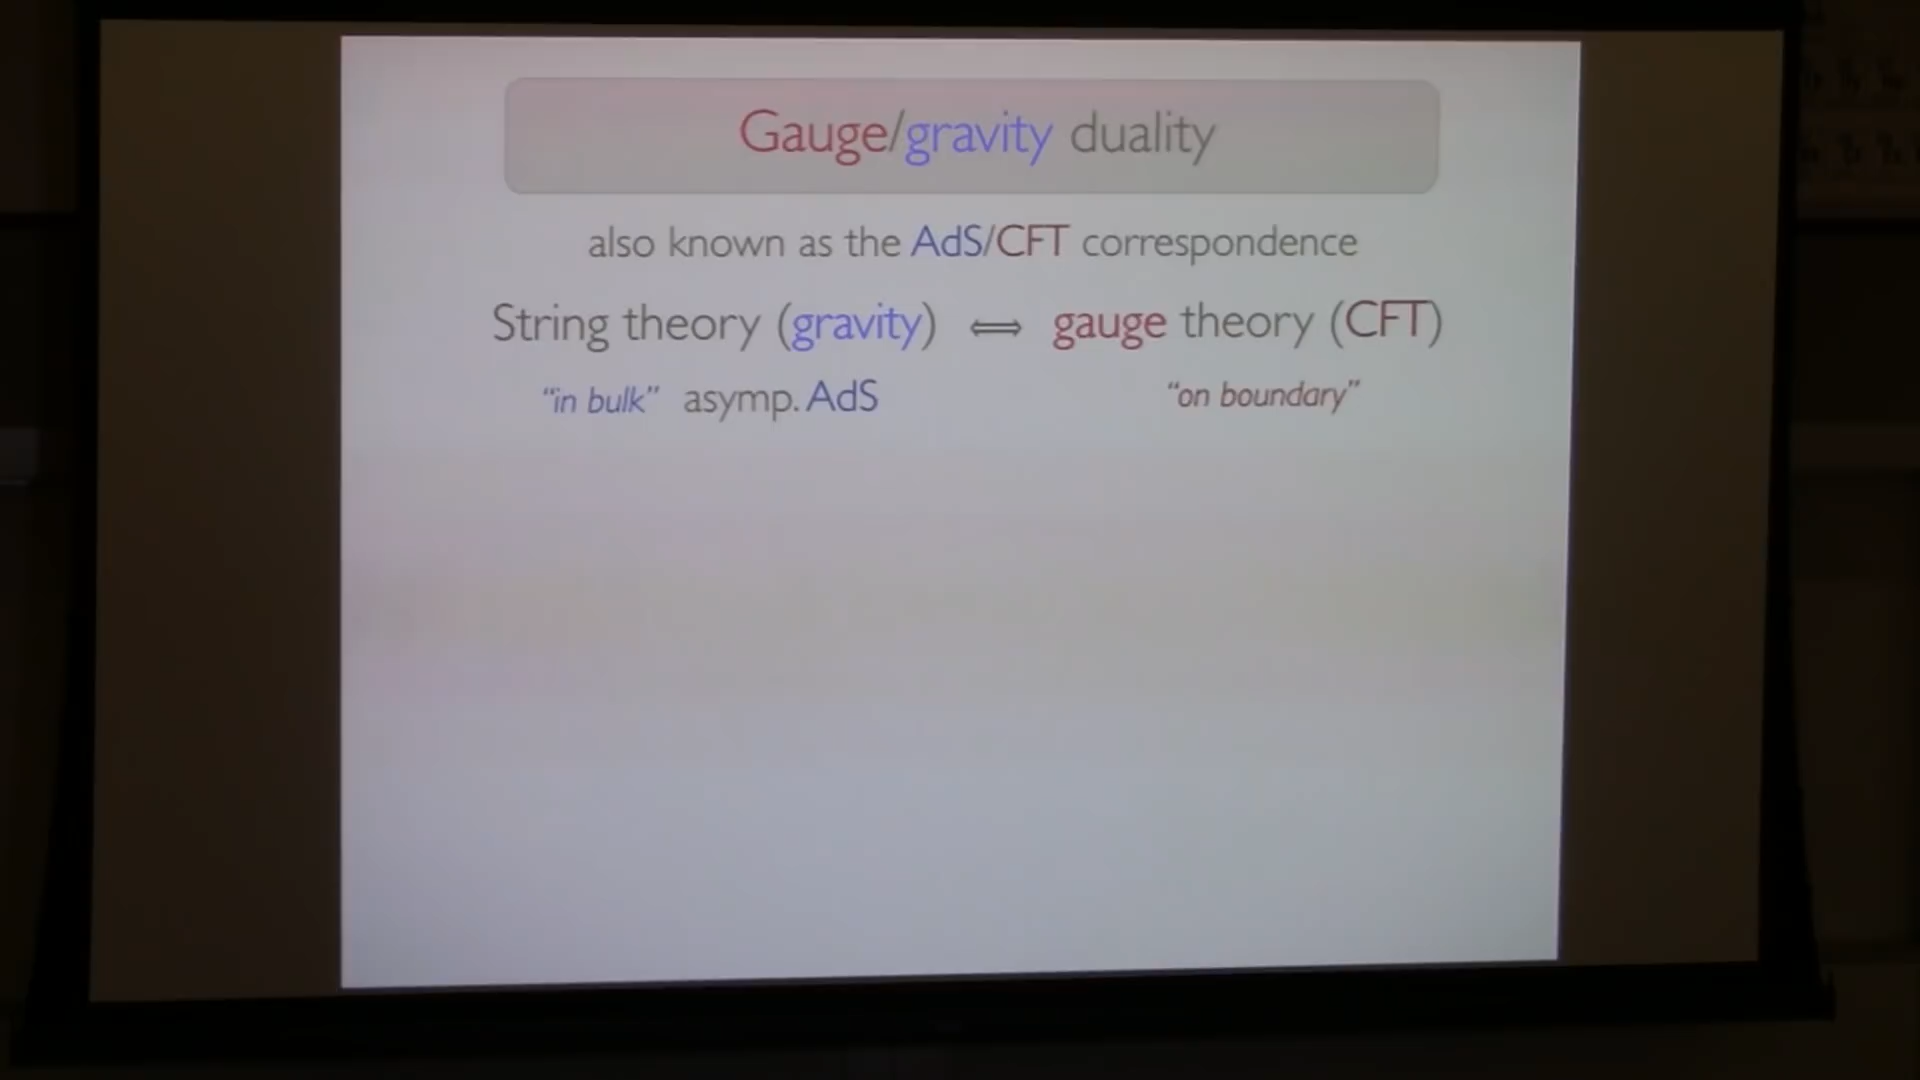 Gauge/gravity duality
also known as the AdS/CFT correspondence
String theory (gravity) ⟺ gauge theory (CFT)
“in bulk” asymp. AdS “on boundary”